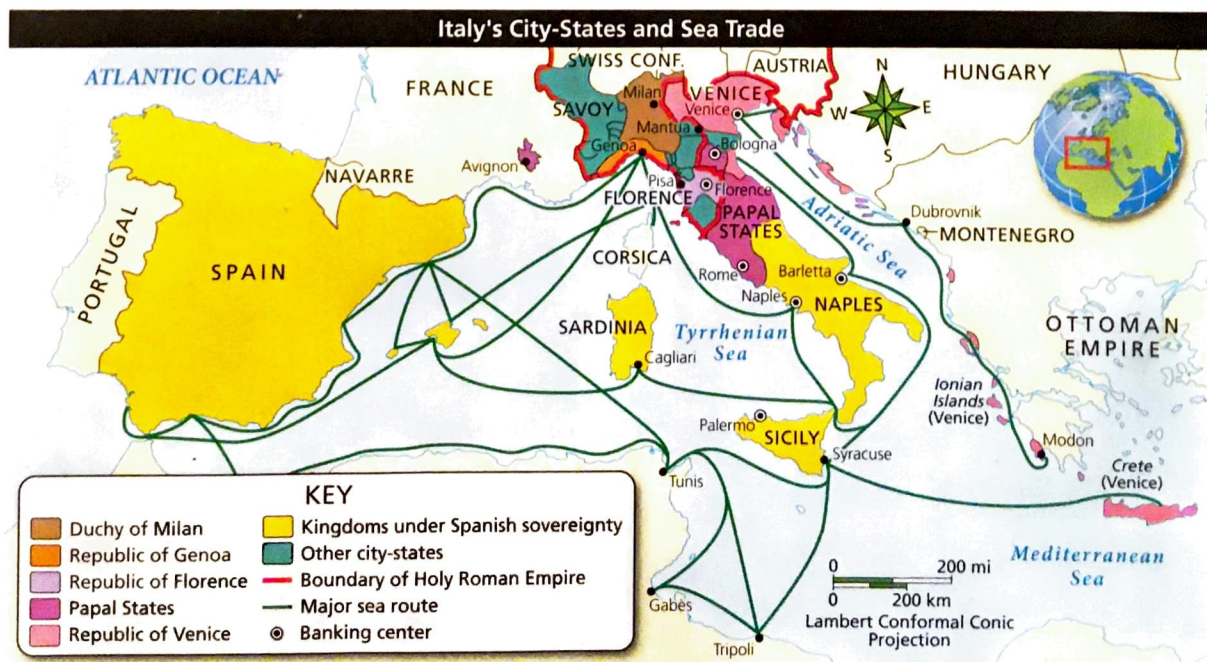 Italy's City-States and Sea Trade
ATLANTIC OCEAN
FRANCE
SWISS CONF.
AUSTRIA
HUNGARY
N
W
E
S
SAVOY
Milan
VENICE
Venice
Mantua
Genoa
Bologna
Avignon
NAVARRE
Pisa
Florence
FLORENCE
PAPAL
STATES
Adriatic Sea
Dubrovnik
MONTENEGRO
PORTUGAL
SPAIN
CORSICA
Rome
Barletta
Naples
NAPLES
SARDINIA
Tyrrhenian
Sea
Cagliari
OTTOMAN
EMPIRE
Ionian
Islands
(Venice)
Palermo
SICILY
Syracuse
Modon
Crete
(Venice)
Tunis
Mediterranean
Sea
Gabès
Tripoli
0 200 mi
0 200 km
Lambert Conformal Conic
Projection
KEY
Duchy of Milan
Republic of Genoa
Republic of Florence
Papal States
Republic of Venice
Kingdoms under Spanish sovereignty
Other city-states
Boundary of Holy Roman Empire
Major sea route
Banking center